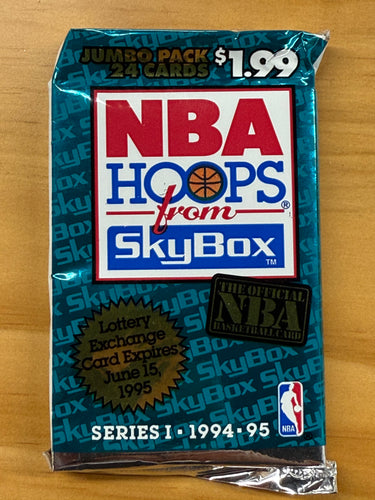 JUMBO PACK
24 CARDS $1.99
NBA
HOOPS
from ®
SkyBox
TM
THE OFFICIAL
NBA
BASKETBALL CARD
Lottery
Exchange
Card Expires
June 15,
1995
SERIES I · 1994·95
NBA